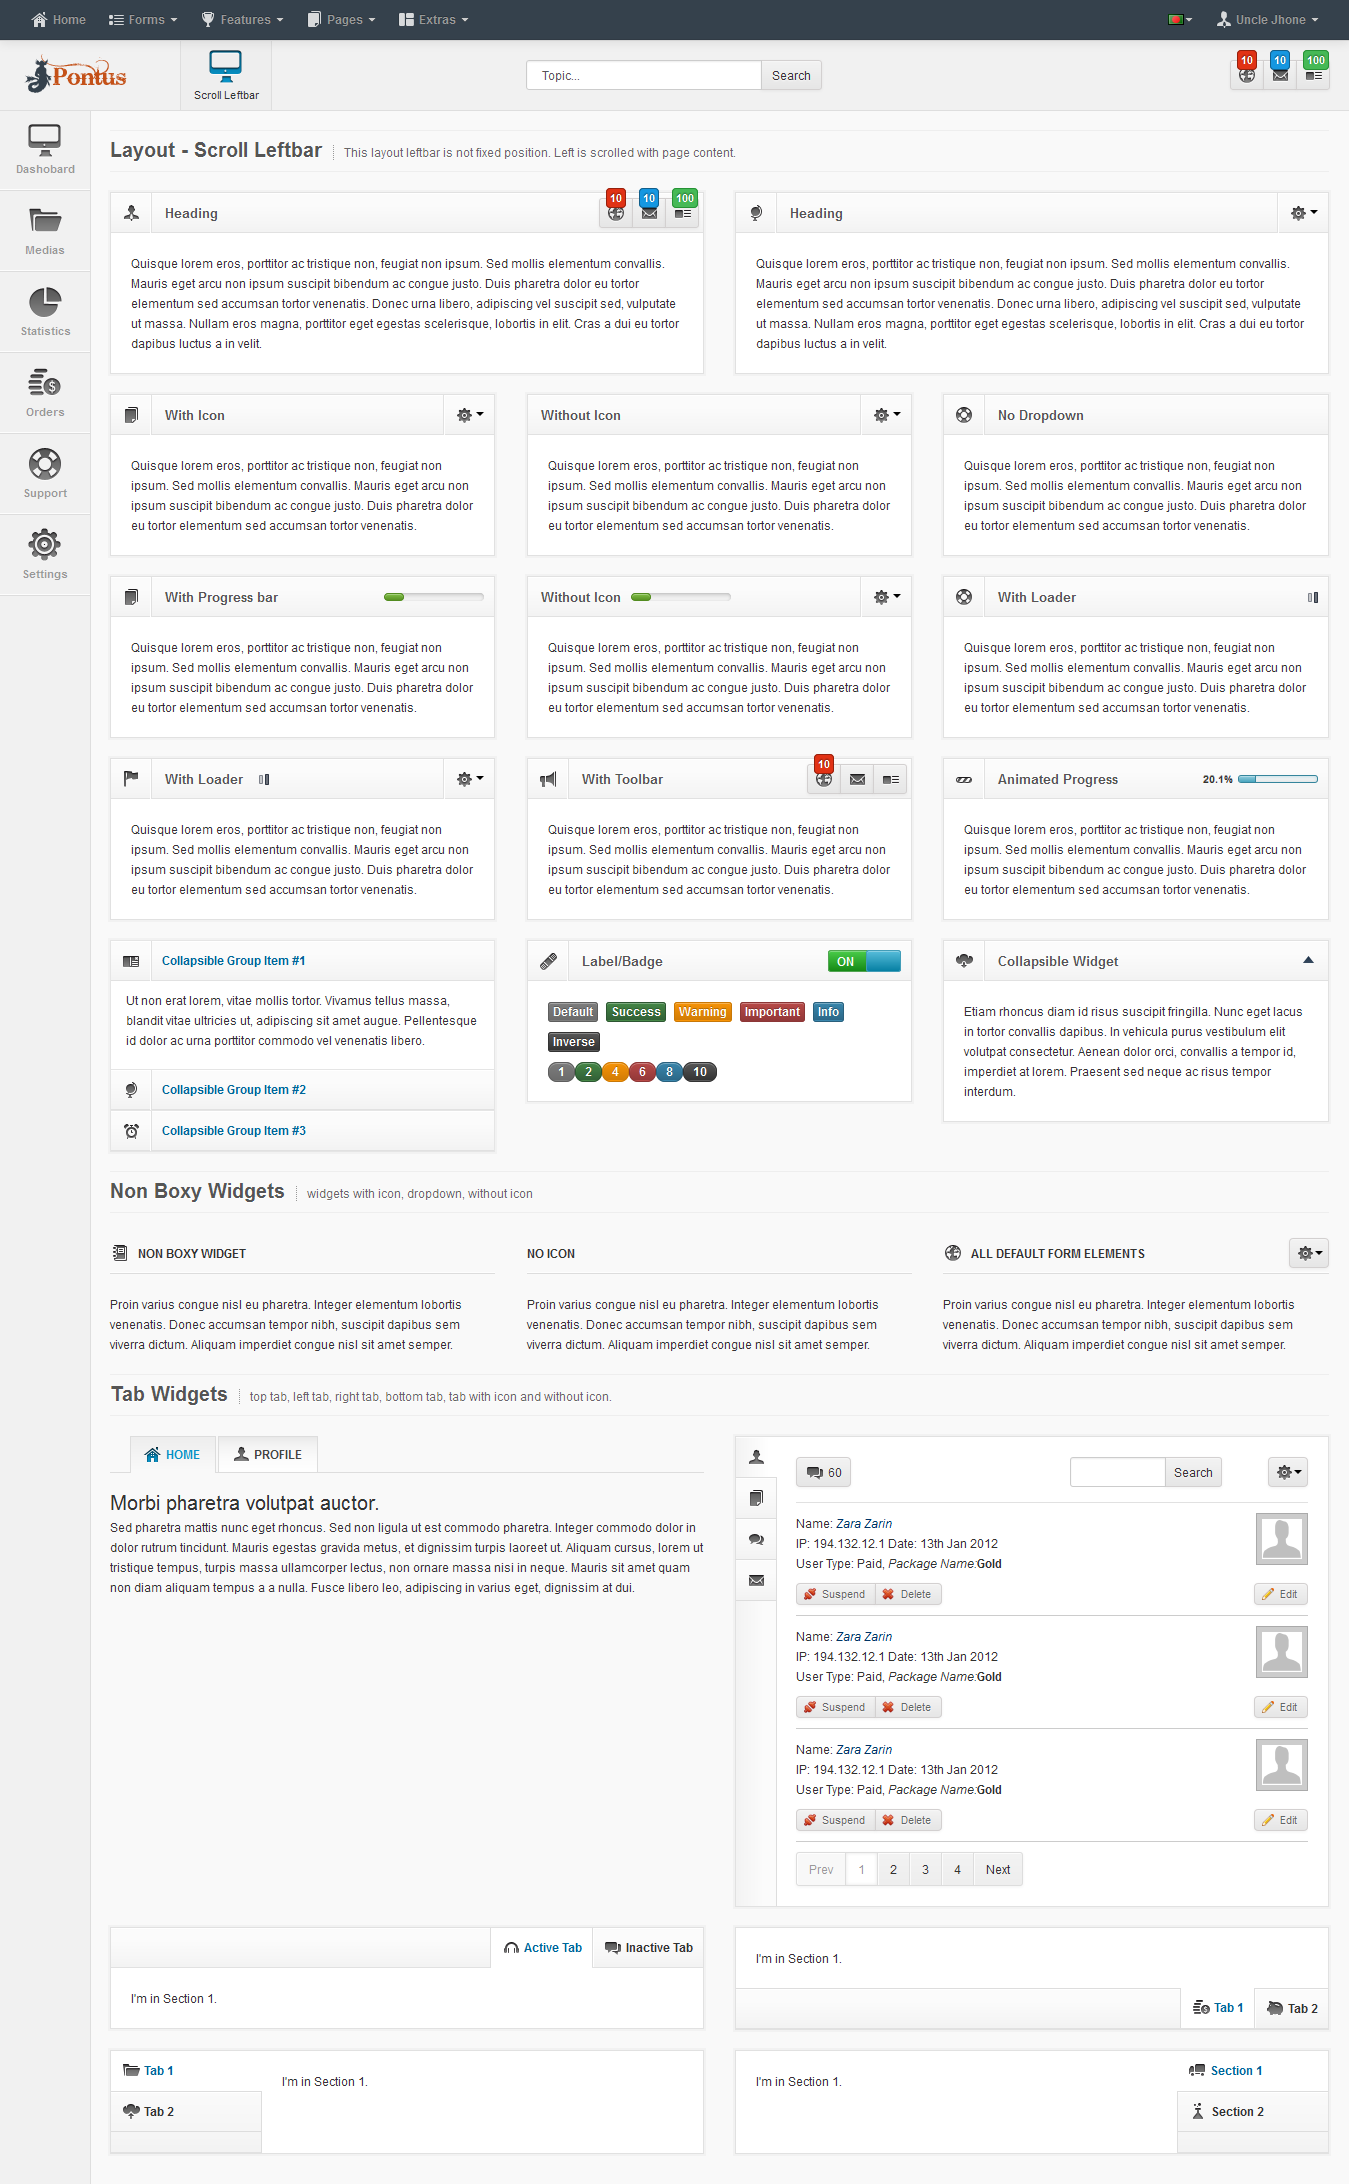 Home Forms Features Pages Extras Uncle Jhone
Pontus
Scroll Leftbar
Topic... Search
10 10 100
Dashobard
Medias
Statistics
Orders
Support
Settings
Layout - Scroll Leftbar This layout leftbar is not fixed position. Left is scrolled with page content.
Heading 10 10 100
Quisque lorem eros, porttitor ac tristique non, feugiat non ipsum. Sed mollis elementum convallis.
Mauris eget arcu non ipsum suscipit bibendum ac congue justo. Duis pharetra dolor eu tortor
elementum sed accumsan tortor venenatis. Donec urna libero, adipiscing vel suscipit sed, vulputate
ut massa. Nullam eros magna, porttitor eget egestas scelerisque, lobortis in elit. Cras a dui eu tortor
dapibus luctus a in velit.
Heading
Quisque lorem eros, porttitor ac tristique non, feugiat non ipsum. Sed mollis elementum convallis.
Mauris eget arcu non ipsum suscipit bibendum ac congue justo. Duis pharetra dolor eu tortor
elementum sed accumsan tortor venenatis. Donec urna libero, adipiscing vel suscipit sed, vulputate
ut massa. Nullam eros magna, porttitor eget egestas scelerisque, lobortis in elit. Cras a dui eu tortor
dapibus luctus a in velit.
With Icon
Quisque lorem eros, porttitor ac tristique non, feugiat non
ipsum. Sed mollis elementum convallis. Mauris eget arcu non
ipsum suscipit bibendum ac congue justo. Duis pharetra dolor
eu tortor elementum sed accumsan tortor venenatis.
Without Icon
Quisque lorem eros, porttitor ac tristique non, feugiat non
ipsum. Sed mollis elementum convallis. Mauris eget arcu non
ipsum suscipit bibendum ac congue justo. Duis pharetra dolor
eu tortor elementum sed accumsan tortor venenatis.
No Dropdown
Quisque lorem eros, porttitor ac tristique non, feugiat non
ipsum. Sed mollis elementum convallis. Mauris eget arcu non
ipsum suscipit bibendum ac congue justo. Duis pharetra dolor
eu tortor elementum sed accumsan tortor venenatis.
With Progress bar
Quisque lorem eros, porttitor ac tristique non, feugiat non
ipsum. Sed mollis elementum convallis. Mauris eget arcu non
ipsum suscipit bibendum ac congue justo. Duis pharetra dolor
eu tortor elementum sed accumsan tortor venenatis.
Without Icon
Quisque lorem eros, porttitor ac tristique non, feugiat non
ipsum. Sed mollis elementum convallis. Mauris eget arcu non
ipsum suscipit bibendum ac congue justo. Duis pharetra dolor
eu tortor elementum sed accumsan tortor venenatis.
With Loader
Quisque lorem eros, porttitor ac tristique non, feugiat non
ipsum. Sed mollis elementum convallis. Mauris eget arcu non
ipsum suscipit bibendum ac congue justo. Duis pharetra dolor
eu tortor elementum sed accumsan tortor venenatis.
With Loader
Quisque lorem eros, porttitor ac tristique non, feugiat non
ipsum. Sed mollis elementum convallis. Mauris eget arcu non
ipsum suscipit bibendum ac congue justo. Duis pharetra dolor
eu tortor elementum sed accumsan tortor venenatis.
With Toolbar 10
Quisque lorem eros, porttitor ac tristique non, feugiat non
ipsum. Sed mollis elementum convallis. Mauris eget arcu non
ipsum suscipit bibendum ac congue justo. Duis pharetra dolor
eu tortor elementum sed accumsan tortor venenatis.
Animated Progress 20.1%
Quisque lorem eros, porttitor ac tristique non, feugiat non
ipsum. Sed mollis elementum convallis. Mauris eget arcu non
ipsum suscipit bibendum ac congue justo. Duis pharetra dolor
eu tortor elementum sed accumsan tortor venenatis.
Collapsible Group Item #1
Ut non erat lorem, vitae mollis tortor. Vivamus tellus massa,
blandit vitae ultricies ut, adipiscing sit amet augue. Pellentesque
id dolor ac urna porttitor commodo vel venenatis libero.
Collapsible Group Item #2
Collapsible Group Item #3
Label/Badge ON
Default Success Warning Important Info
Inverse
1 2 4 6 8 10
Collapsible Widget
Etiam rhoncus diam id risus suscipit fringilla. Nunc eget lacus
in tortor convallis dapibus. In vehicula purus vestibulum elit
volutpat consectetur. Aenean dolor orci, convallis a tempor id,
imperdiet at lorem. Praesent sed neque ac risus tempor
interdum.
Non Boxy Widgets widgets with icon, dropdown, without icon
NON BOXY WIDGET
Proin varius congue nisl eu pharetra. Integer elementum lobortis
venenatis. Donec accumsan tempor nibh, suscipit dapibus sem
viverra dictum. Aliquam imperdiet congue nisl sit amet semper.
NO ICON
Proin varius congue nisl eu pharetra. Integer elementum lobortis
venenatis. Donec accumsan tempor nibh, suscipit dapibus sem
viverra dictum. Aliquam imperdiet congue nisl sit amet semper.
ALL DEFAULT FORM ELEMENTS
Proin varius congue nisl eu pharetra. Integer elementum lobortis
venenatis. Donec accumsan tempor nibh, suscipit dapibus sem
viverra dictum. Aliquam imperdiet congue nisl sit amet semper.
Tab Widgets top tab, left tab, right tab, bottom tab, tab with icon and without icon.
HOME PROFILE
Morbi pharetra volutpat auctor.
Sed pharetra mattis nunc eget rhoncus. Sed non ligula ut est commodo pharetra. Integer commodo dolor in
dolor rutrum tincidunt. Mauris egestas gravida metus, et dignissim turpis laoreet ut. Aliquam cursus, lorem ut
tristique tempus, turpis massa ullamcorper lectus, non ornare massa nisi in neque. Mauris sit amet quam
non diam aliquam tempus a a nulla. Fusce libero leo, adipiscing in varius eget, dignissim at dui.
60 Search
Name: Zara Zarin
IP: 194.132.12.1 Date: 13th Jan 2012
User Type: Paid, Package Name:Gold
Suspend Delete Edit
Name: Zara Zarin
IP: 194.132.12.1 Date: 13th Jan 2012
User Type: Paid, Package Name:Gold
Suspend Delete Edit
Name: Zara Zarin
IP: 194.132.12.1 Date: 13th Jan 2012
User Type: Paid, Package Name:Gold
Suspend Delete Edit
Prev 1 2 3 4 Next
Active Tab Inactive Tab
I'm in Section 1.
I'm in Section 1.
Tab 1 Tab 2
Tab 1
Tab 2
I'm in Section 1.
I'm in Section 1.
Section 1
Section 2